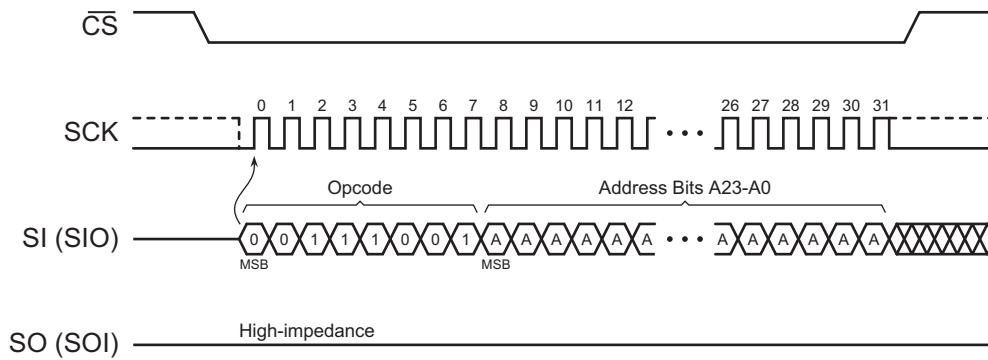 CS
0 1 2 3 4 5 6 7 8 9 10 11 12 26 27 28 29 30 31
SCK
Opcode Address Bits A23-A0
SI (SIO) 0 0 1 1 1 0 0 1 A A A A A A A A A A A A
MSB MSB
High-impedance
SO (SOI)